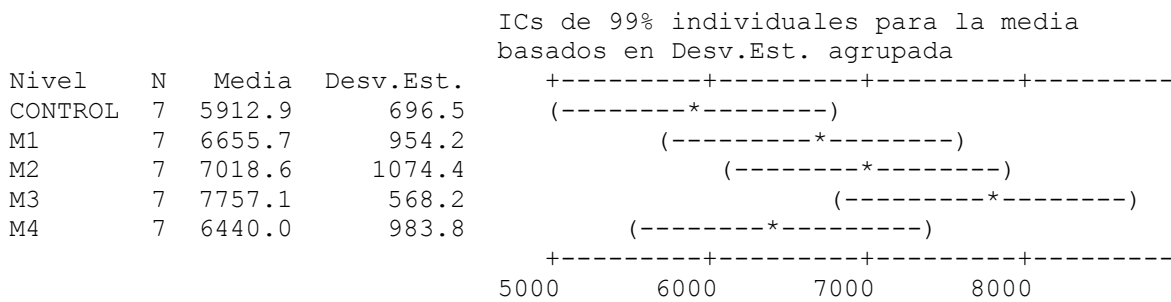 ICs de 99% individuales para la media
basados en Desv.Est. agrupada
Nivel    N   Media  Desv.Est.     +---------+---------+---------+---------
CONTROL  7  5912.9      696.5     (--------*--------)
M1       7  6655.7      954.2            (---------*--------)
M2       7  7018.6     1074.4                (--------*--------)
M3       7  7757.1      568.2                       (---------*--------)
M4       7  6440.0      983.8          (--------*---------)
+---------+---------+---------+---------
5000      6000      7000      8000